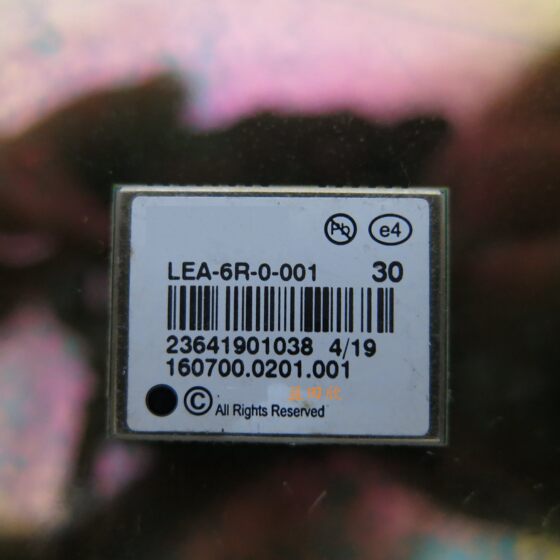 Pb e4
LEA-6R-0-001 30
23641901038 4/19
160700.0201.001
© All Rights Reserved